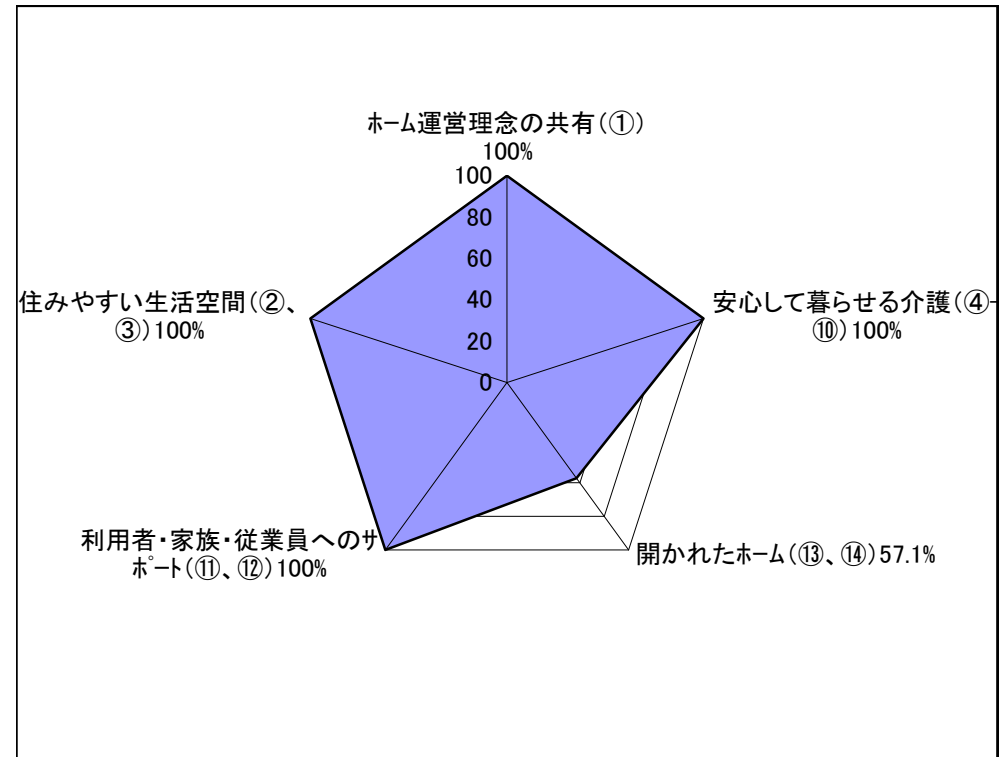 ﾎｰﾑ運営理念の共有(①)
100%
100
80
60
40
20
0
安心して暮らせる介護(④-
⑩)100%
開かれたﾎｰﾑ(⑬、⑭)57.1%
利用者・家族・従業員へのｻ
ﾎﾟｰﾄ(⑪、⑫)100%
住みやすい生活空間(②、
③)100%